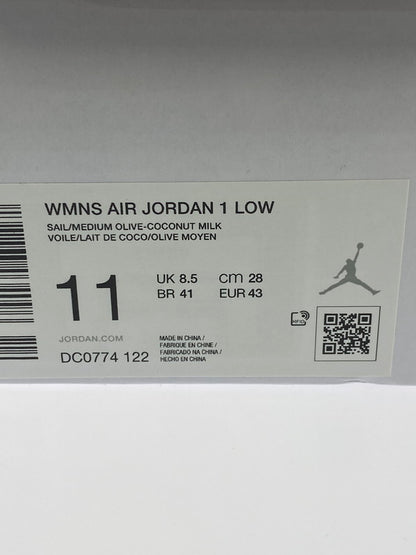 WMNS AIR JORDAN 1 LOW
SAIL/MEDIUM OLIVE-COCONUT MILK
VOILE/LAIT DE COCO/OLIVE MOYEN
11
UK 8.5 cm 28
BR 41 EUR 43
JORDAN.COM
DC0774 122
MADE IN CHINA /
FABRIQUE EN CHINE /
FABRICADO NA CHINA /
HECHO EN CHINA